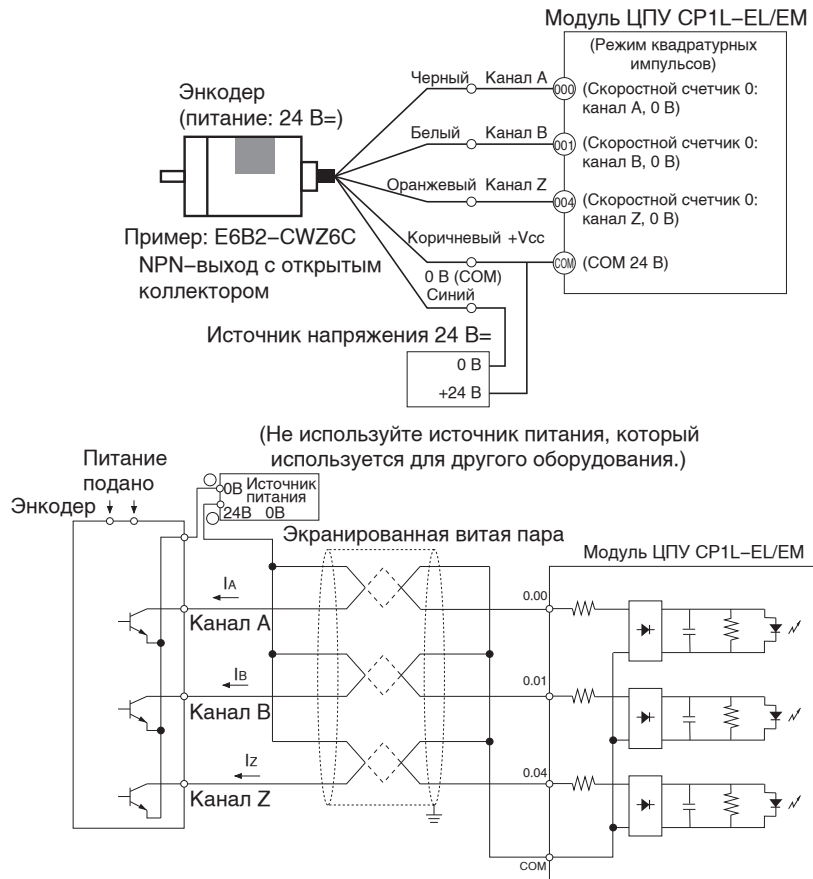 Модуль ЦПУ CP1L–EL/EM
(Режим квадратурных
импульсов)
Энкодер
(питание: 24 В=)
Черный Канал A
000
(Скоростной счетчик 0:
канал A, 0 В)
Белый Канал B
001
(Скоростной счетчик 0:
канал B, 0 В)
Оранжевый Канал Z
004
(Скоростной счетчик 0:
канал Z, 0 В)
Пример: E6B2–CWZ6C
NPN–выход с открытым
коллектором
Коричневый +Vcc
COM
(COM 24 В)
0 В (COM)
Синий
Источник напряжения 24 В=
0 В
+24 В
(Не используйте источник питания, который
используется для другого оборудования.)
Питание
подано
Энкодер
0В Источник
питания
24В 0В
Экранированная витая пара
Модуль ЦПУ CP1L–EL/EM
IA
0.00
Канал A
IB
0.01
Канал B
IZ
0.04
Канал Z
COM